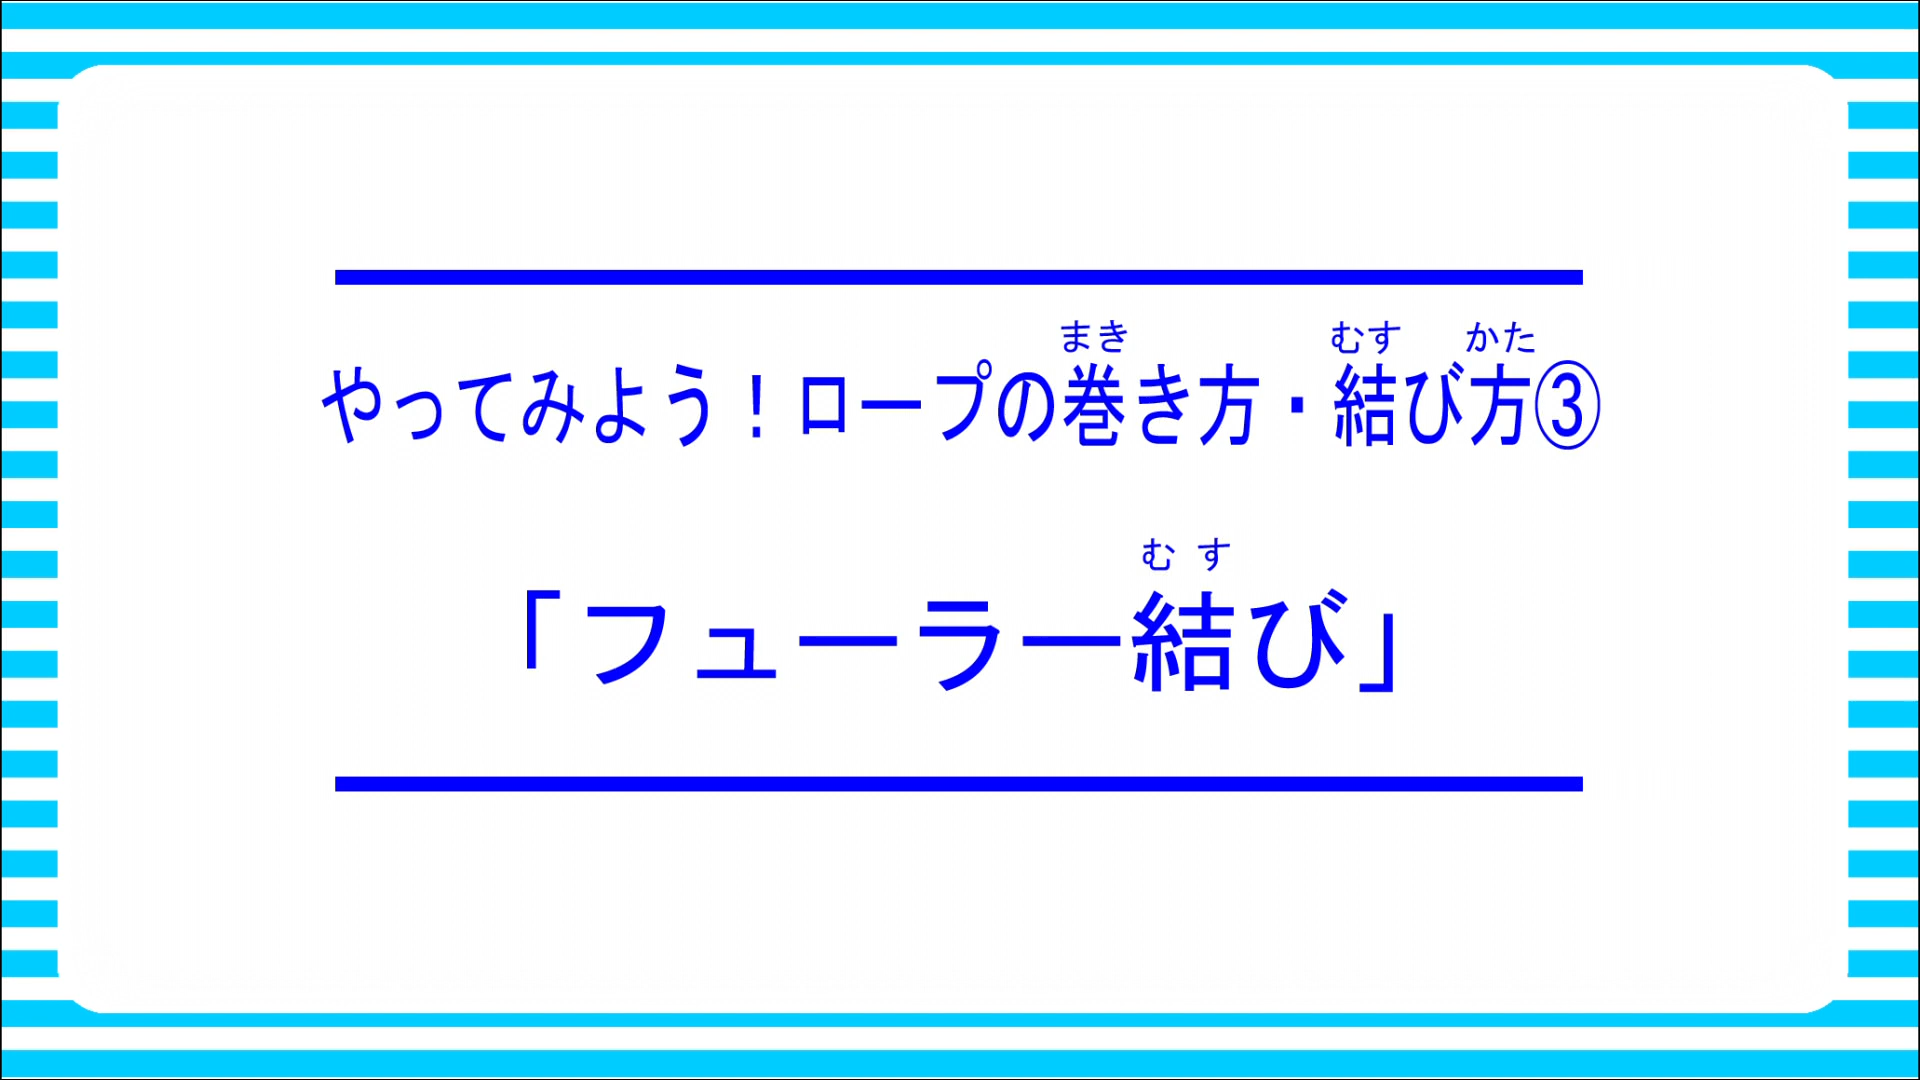 まき むす かた
やってみよう！ロープの巻き方・結び方③
むす
「フューラー結び」